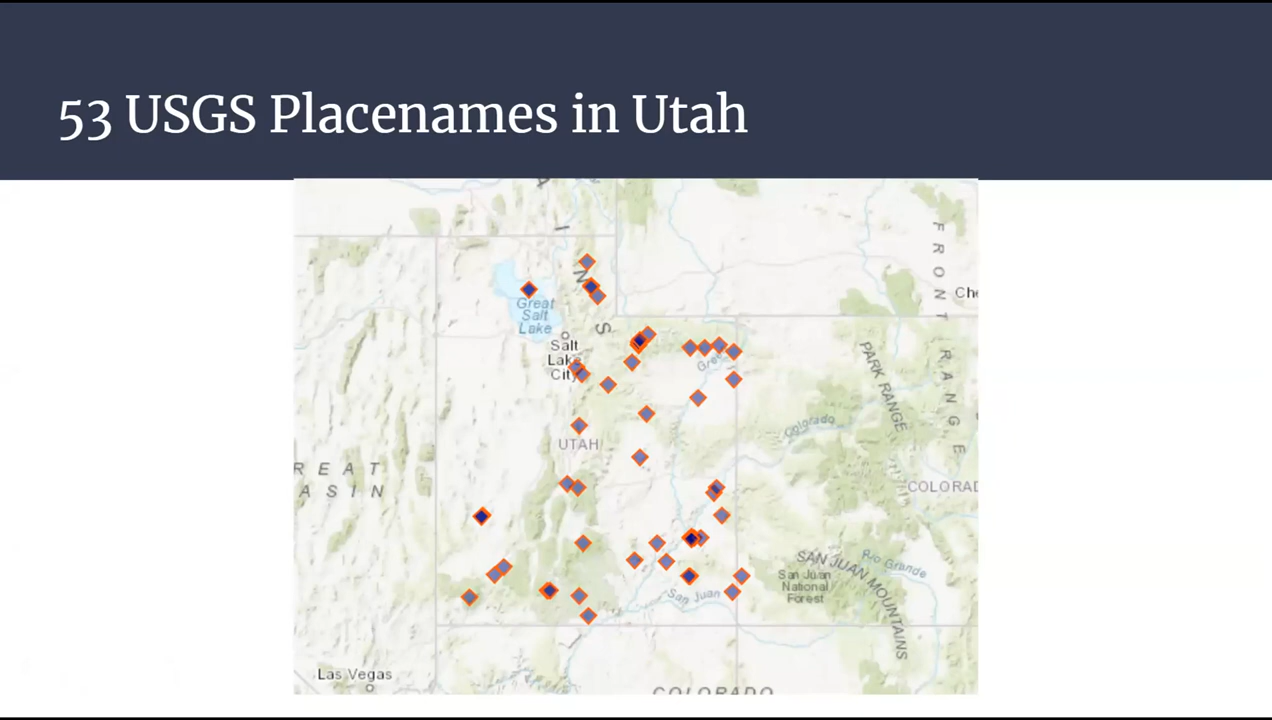 53 USGS Placenames in Utah
I
N
S
Great
Salt
Lake
Salt
Lake
City
UTAH
Colorado
PARK RANGE
FRONT
RANGE
Che
COLORAD
REAT
ASIN
SAN JUAN MOUNTAINS
Rio Grande
San Juan
National
Forest
San Juan
Las Vegas
COLORADO